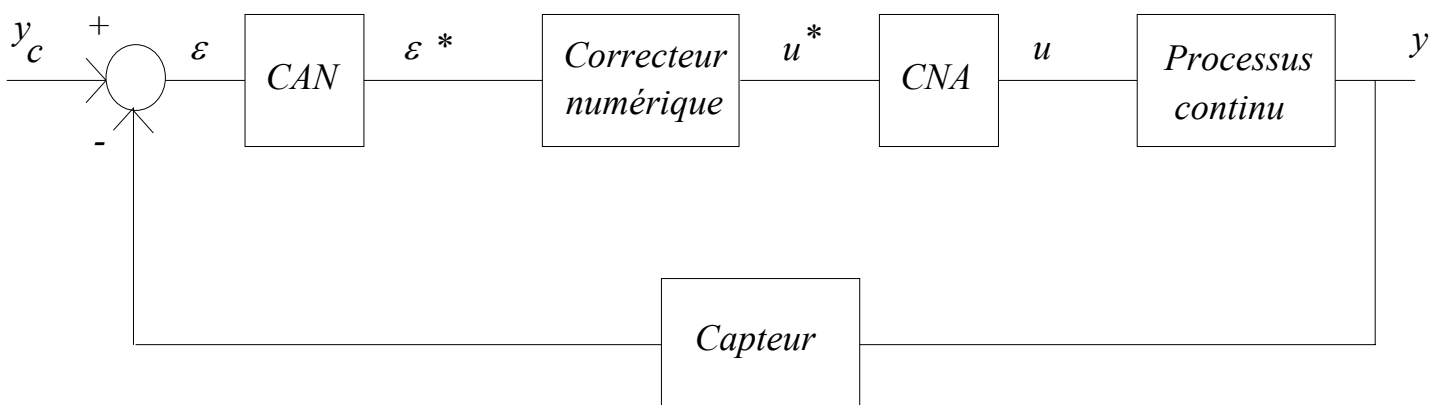 y_c
+
-
ε
CAN
ε *
Correcteur
numérique
u*
CNA
u
Processus
continu
y
Capteur